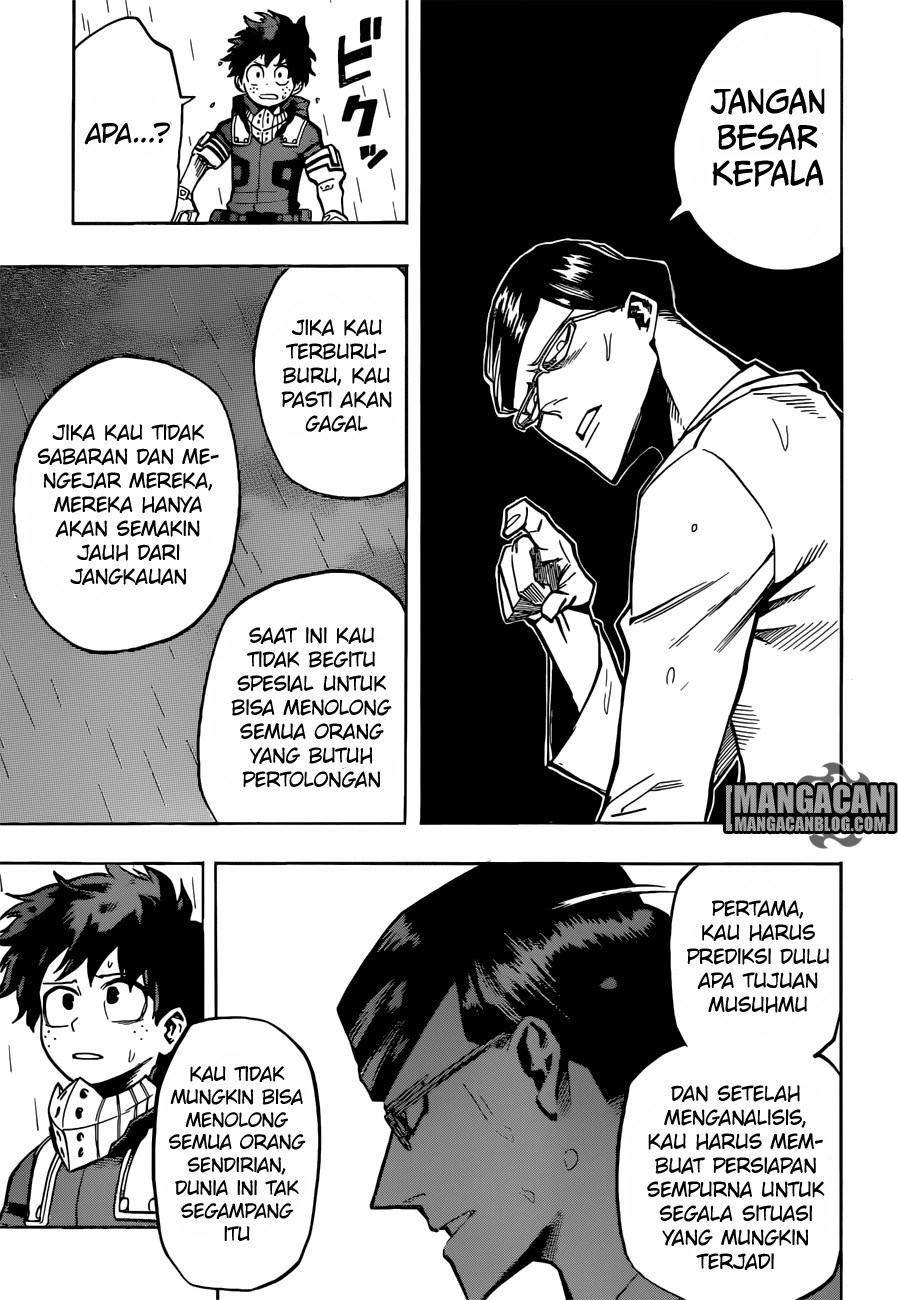 JANGAN
BESAR
KEPALA
APA...?
ビクッ
JIKA KAU
TERBURU-
BURU, KAU
PASTI AKAN
GAGAL
JIKA KAU TIDAK
SABARAN DAN ME-
NGEJAR MEREKA,
MEREKA HANYA
AKAN SEMAKIN
JAUH DARI
JANGKAUAN
SAAT INI KAU
TIDAK BEGITU
SPESIAL UNTUK
BISA MENOLONG
SEMUA ORANG
YANG BUTUH
PERTOLONGAN
MANGACAN
MANGACANBLOG.COM
PERTAMA,
KAU HARUS
PREDIKSI DULU
APA TUJUAN
MUSUHMU
DAN SETELAH
MENGANALISIS,
KAU HARUS MEM-
BUAT PERSIAPAN
SEMPURNA UNTUK
SEGALA SITUASI
YANG MUNGKIN
TERJADI
KAU TIDAK
MUNGKIN BISA
MENOLONG
SEMUA ORANG
SENDIRIAN,
DUNIA INI TAK
SEGAMPANG
ITU